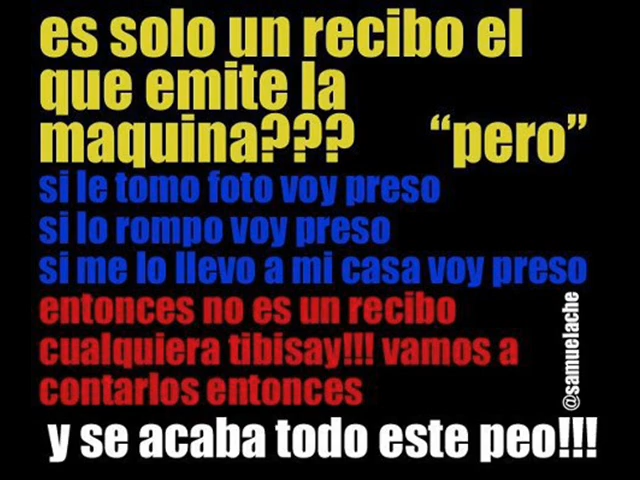 es solo un recibo el
que emite la
maquina??? “pero”
si le tomo foto voy preso
si lo rompo voy preso
si me lo llevo a mi casa voy preso
entonces no es un recibo
cualquiera tibisay!!! vamos a
contarlos entonces
y se acaba todo este peo!!!
@samuelache